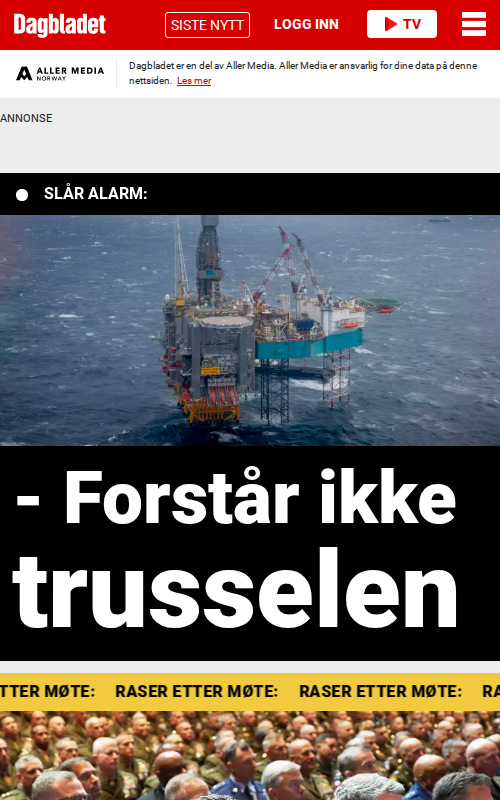 Dagbladet
SISTE NYTT
LOGG INN
TV
ALLER MEDIA
NORWAY
Dagbladet er en del av Aller Media. Aller Media er ansvarlig for dine data på denne
nettsiden. Les mer
ANNONSE
SLÅR ALARM:
- Forstår ikke
trusselen
TTER MØTE: RASER ETTER MØTE: RASER ETTER MØTE: RA